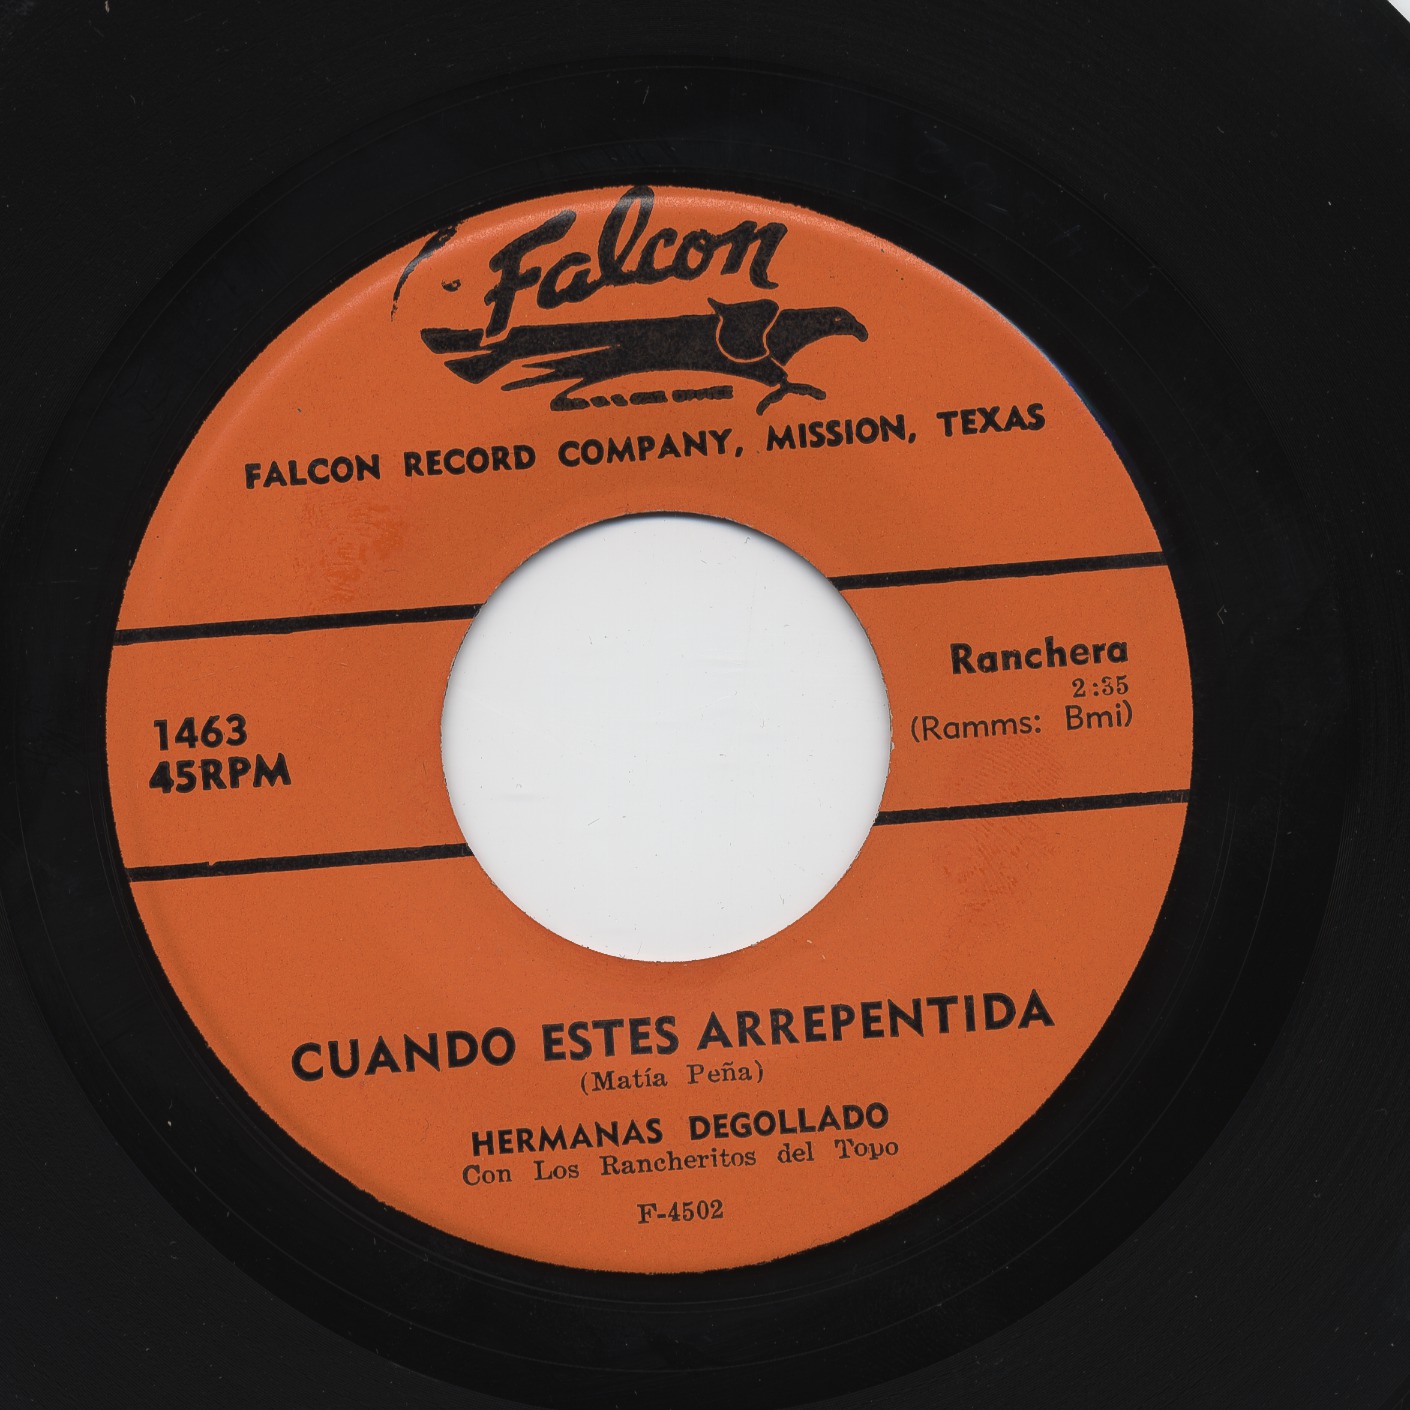 Falcon
FALCON RECORD COMPANY, MISSION, TEXAS
Ranchera
2:35
(Ramms: Bmi)
1463
45RPM
CUANDO ESTES ARREPENTIDA
(Matía Peña)
HERMANAS DEGOLLADO
Con Los Rancheritos del Topo
F-4502